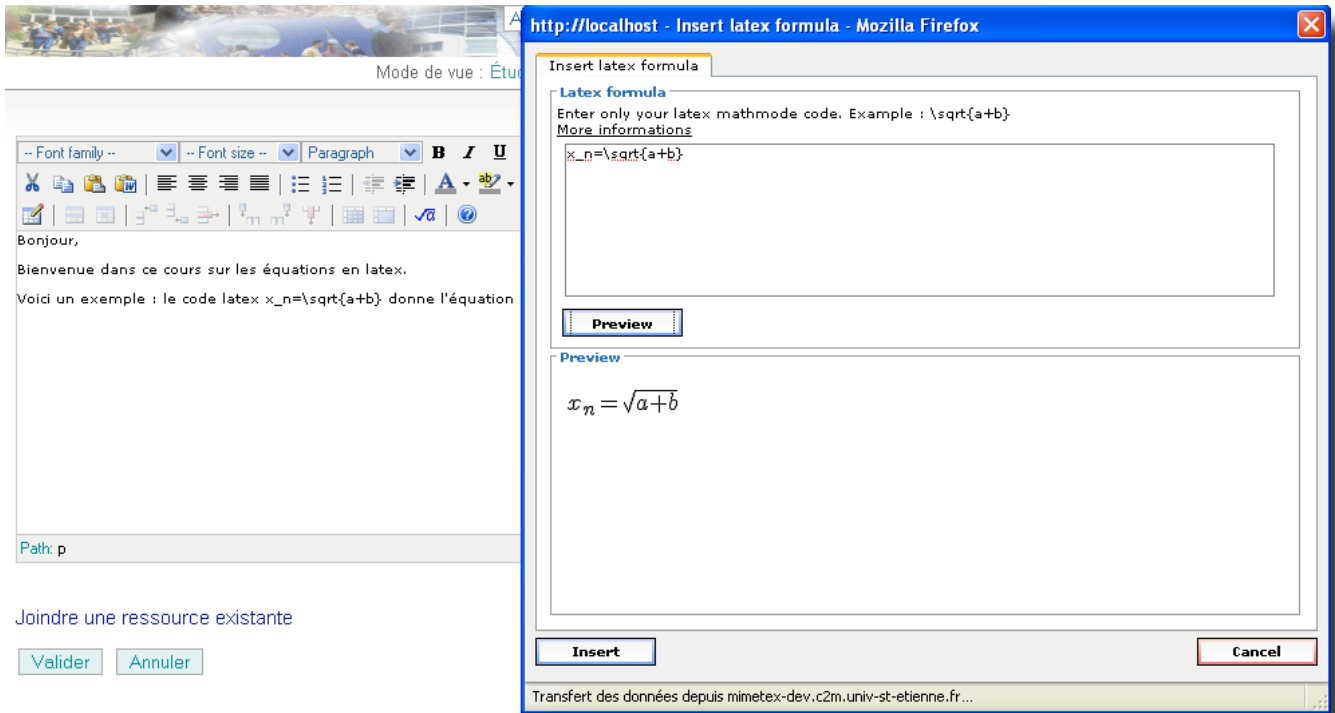 Mode de vue : Étu
-- Font family -- -- Font size -- Paragraph B I U
Bonjour,
Bienvenue dans ce cours sur les équations en latex.
Voici un exemple : le code latex x_n=\sqrt{a+b} donne l'équation
Path: p
Joindre une ressource existante
Valider Annuler
http://localhost - Insert latex formula - Mozilla Firefox
Insert latex formula
Latex formula
Enter only your latex mathmode code. Example : \sqrt{a+b}
More informations
x_n=\sqrt{a+b}
Preview
Preview
x_n=√a+b
Insert Cancel
Transfert des données depuis mimetex-dev.c2m.univ-st-etienne.fr...